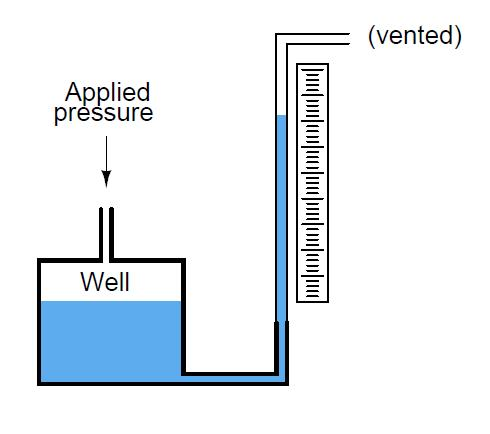 (vented)
Applied
pressure
Well